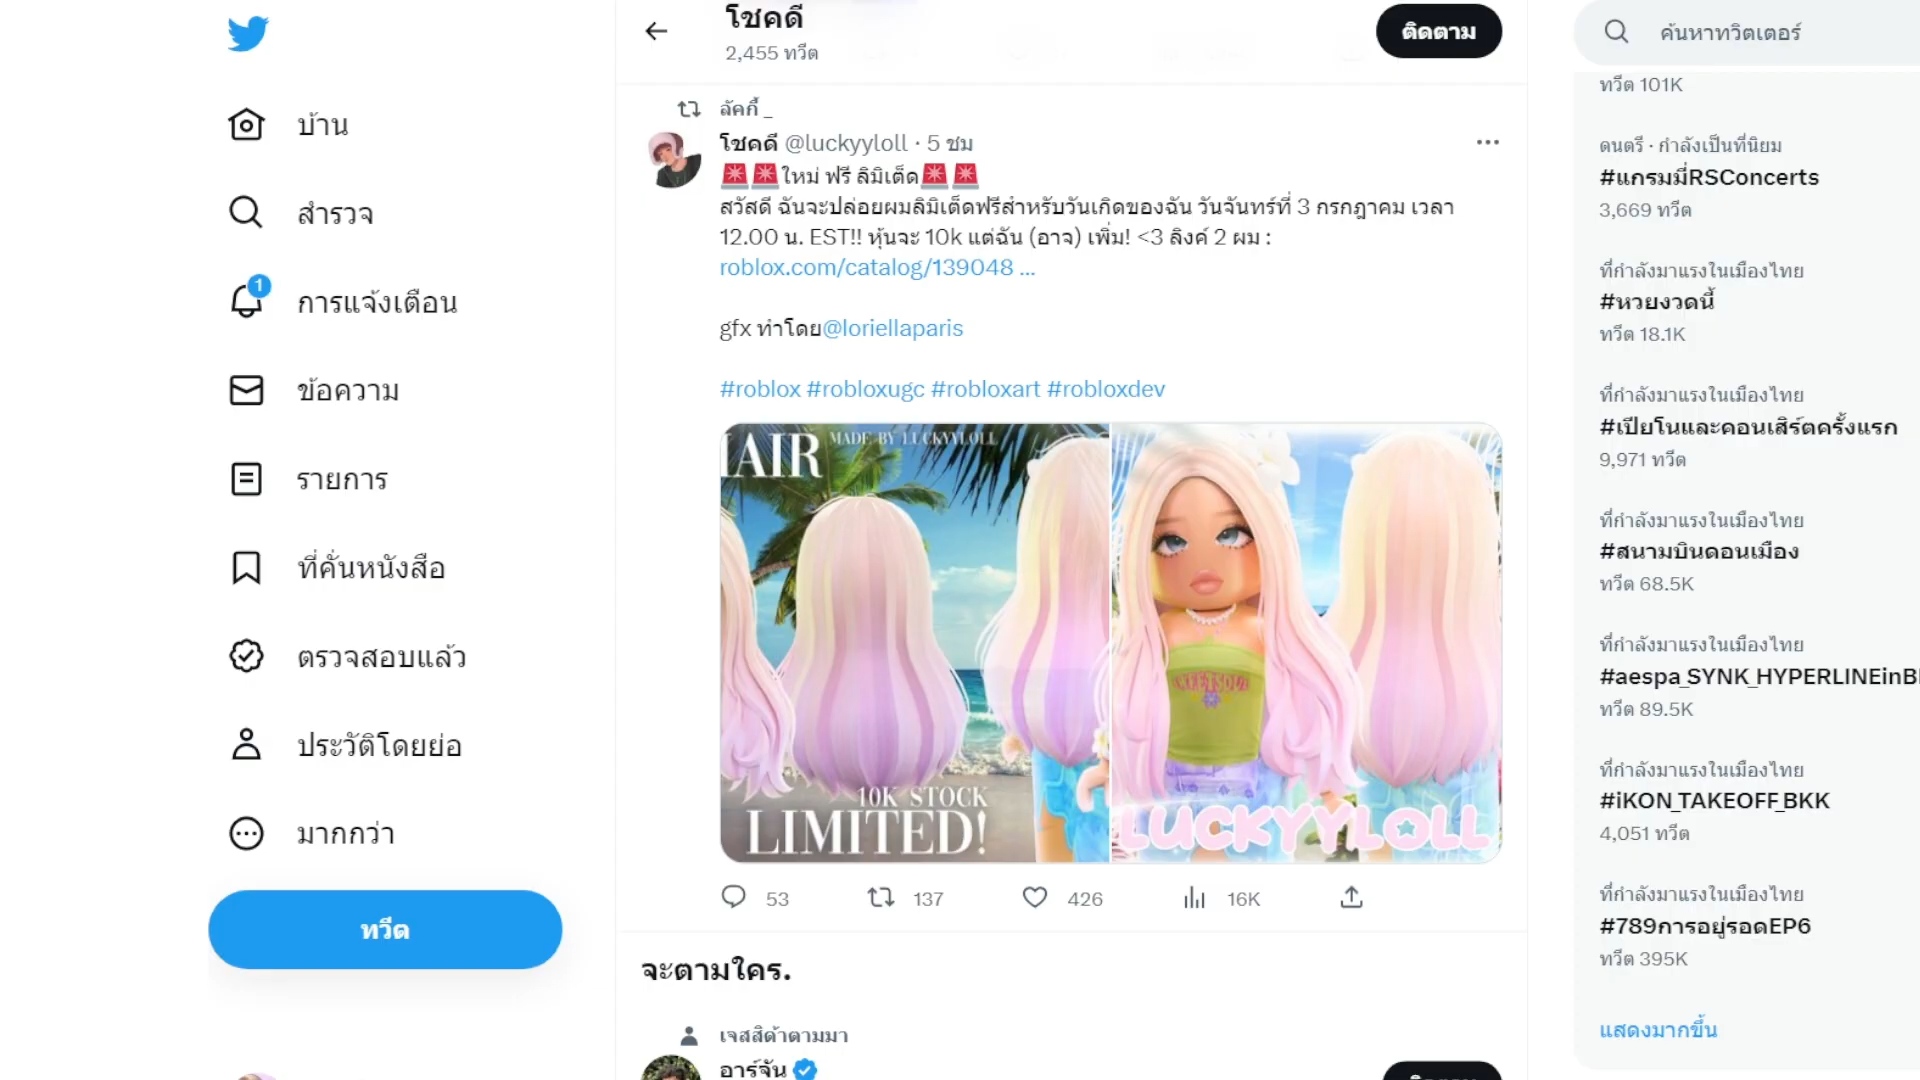 บ้าน
สำรวจ
1
การแจ้งเตือน
ข้อความ
รายการ
ที่คั่นหนังสือ
ตรวจสอบแล้ว
ประวัติโดยย่อ
มากกว่า
ทวีต
โชคดี
2,455 ทวีต
ติดตาม
ลัคกี้ _
โชคดี @luckyyloll · 5 ชม
🚨🚨ใหม่ ฟรี ลิมิเต็ด🚨🚨
สวัสดี ฉันจะปล่อยผมลิมิเต็ดฟรีสำหรับวันเกิดของฉัน วันจันทร์ที่ 3 กรกฎาคม เวลา
12.00 น. EST!! หุ้นจะ 10k แต่ฉัน (อาจ) เพิ่ม! <3 ลิงค์ 2 ผม :
roblox.com/catalog/139048 ...
gfx ทำโดย@loriellaparis
#roblox #robloxugc #robloxart #robloxdev
HAIR MADE BY LUCKYYLOLL
10K STOCK
LIMITED!
LUCKYYLOLL
53 137 426 16K
จะตามใคร.
เจสสิด้าตามมา
อาร์จัน
ค้นหาทวิตเตอร์
ทวีต 101K
ดนตรี · กำลังเป็นที่นิยม
#แกรมมี่RSConcerts
3,669 ทวีต
ที่กำลังมาแรงในเมืองไทย
#หวยงวดนี้
ทวีต 18.1K
ที่กำลังมาแรงในเมืองไทย
#เปียโนและคอนเสิร์ตครั้งแรก
9,971 ทวีต
ที่กำลังมาแรงในเมืองไทย
#สนามบินดอนเมือง
ทวีต 68.5K
ที่กำลังมาแรงในเมืองไทย
#aespa_SYNK_HYPERLINEinB
ทวีต 89.5K
ที่กำลังมาแรงในเมืองไทย
#iKON_TAKEOFF_BKK
4,051 ทวีต
ที่กำลังมาแรงในเมืองไทย
#789การอยู่รอดEP6
ทวีต 395K
แสดงมากขึ้น